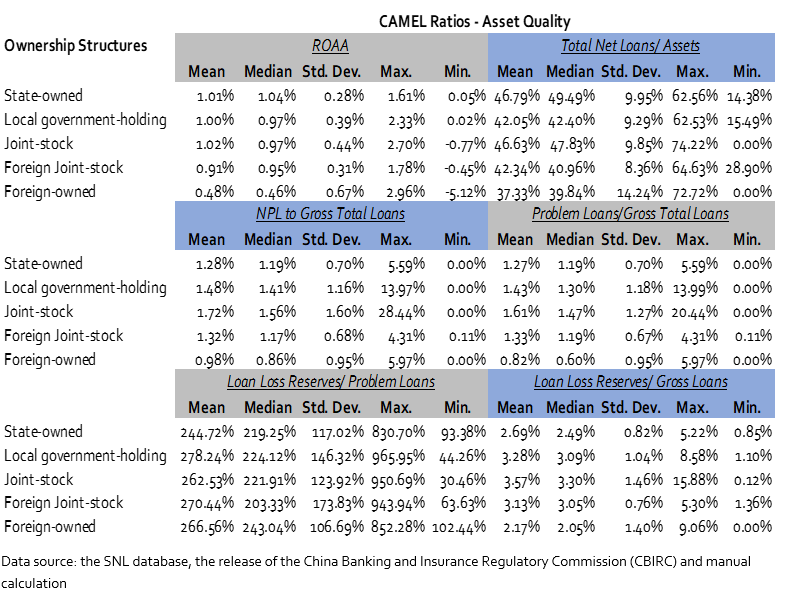 CAMEL Ratios - Asset Quality
Ownership Structures ROAA Total Net Loans/ Assets
Mean Median Std. Dev. Max. Min. Mean Median Std. Dev. Max. Min.
State-owned 1.01% 1.04% 0.28% 1.61% 0.05% 46.79% 49.49% 9.95% 62.56% 14.38%
Local government-holding 1.00% 0.97% 0.39% 2.33% 0.02% 42.05% 42.40% 9.29% 62.53% 15.49%
Joint-stock 1.02% 0.97% 0.44% 2.70% -0.77% 46.63% 47.83% 9.85% 74.22% 0.00%
Foreign Joint-stock 0.91% 0.95% 0.31% 1.78% -0.45% 42.34% 40.96% 8.36% 64.63% 28.90%
Foreign-owned 0.48% 0.46% 0.67% 2.96% -5.12% 37.33% 39.84% 14.24% 72.72% 0.00%
NPL to Gross Total Loans Problem Loans/Gross Total Loans
Mean Median Std. Dev. Max. Min. Mean Median Std. Dev. Max. Min.
State-owned 1.28% 1.19% 0.70% 5.59% 0.00% 1.27% 1.19% 0.70% 5.59% 0.00%
Local government-holding 1.48% 1.41% 1.16% 13.97% 0.00% 1.43% 1.30% 1.18% 13.99% 0.00%
Joint-stock 1.72% 1.56% 1.60% 28.44% 0.00% 1.61% 1.47% 1.27% 20.44% 0.00%
Foreign Joint-stock 1.32% 1.17% 0.68% 4.31% 0.11% 1.33% 1.19% 0.67% 4.31% 0.11%
Foreign-owned 0.98% 0.86% 0.95% 5.97% 0.00% 0.82% 0.60% 0.95% 5.97% 0.00%
Loan Loss Reserves/ Problem Loans Loan Loss Reserves/ Gross Loans
Mean Median Std. Dev. Max. Min. Mean Median Std. Dev. Max. Min.
State-owned 244.72% 219.25% 117.02% 830.70% 93.38% 2.69% 2.49% 0.82% 5.22% 0.85%
Local government-holding 278.24% 224.12% 146.32% 965.95% 44.26% 3.28% 3.09% 1.04% 8.58% 1.10%
Joint-stock 262.53% 221.91% 123.92% 950.69% 30.46% 3.57% 3.30% 1.46% 15.88% 0.12%
Foreign Joint-stock 270.44% 203.33% 173.83% 943.94% 63.63% 3.13% 3.05% 0.76% 5.30% 1.36%
Foreign-owned 266.56% 243.04% 106.69% 852.28% 102.44% 2.17% 2.05% 1.40% 9.06% 0.00%
Data source: the SNL database, the release of the China Banking and Insurance Regulatory Commission (CBIRC) and manual
calculation